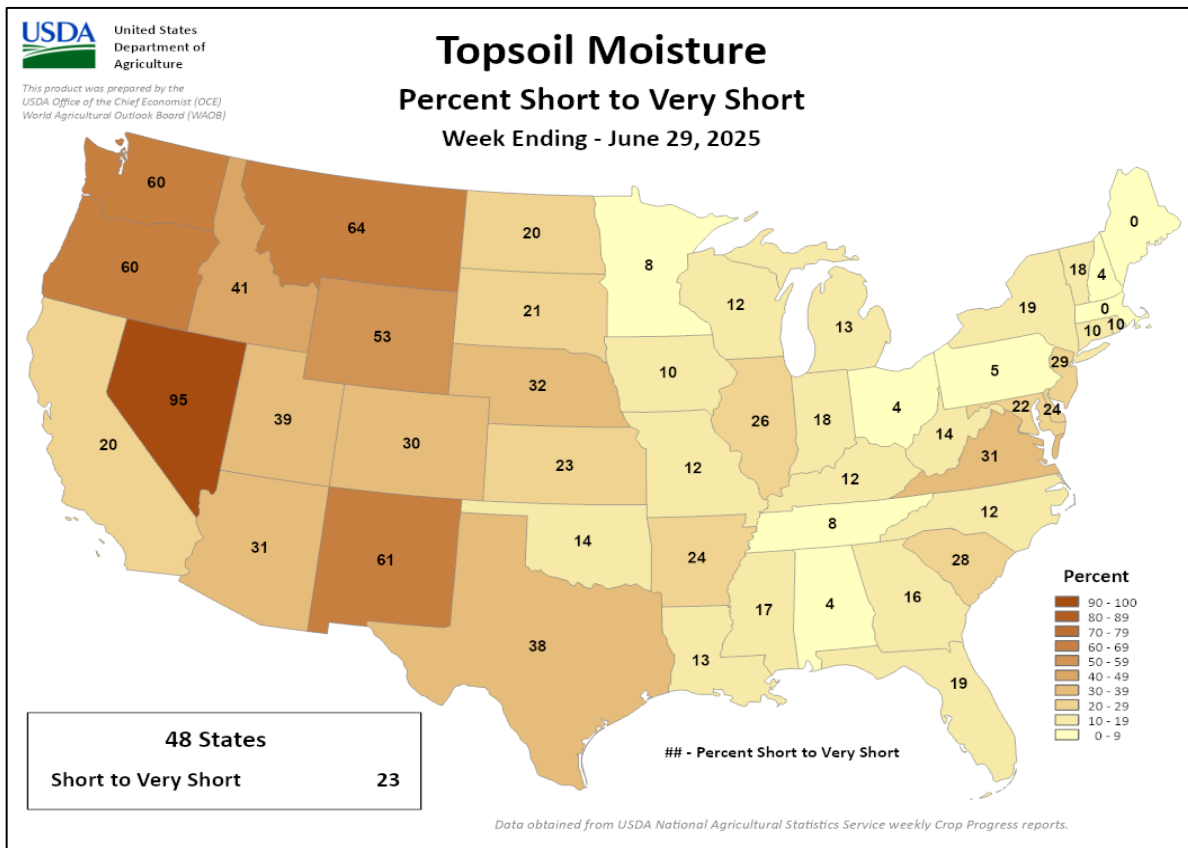 USDA
United States
Department of
Agriculture
This product was prepared by the
USDA Office of the Chief Economist (OCE)
World Agricultural Outlook Board (WAOB)
Topsoil Moisture
Percent Short to Very Short
Week Ending - June 29, 2025
60
64
20
8
0
18
4
60
41
21
12
13
19
0
10
10
53
95
39
32
10
5
29
20
30
23
26
18
4
22
24
14
31
12
12
31
61
14
24
8
12
28
17
4
16
38
13
19
Percent
90 - 100
80 - 89
70 - 79
60 - 69
50 - 59
40 - 49
30 - 39
20 - 29
10 - 19
0 - 9
48 States
Short to Very Short 23
## - Percent Short to Very Short
Data obtained from USDA National Agricultural Statistics Service weekly Crop Progress reports.